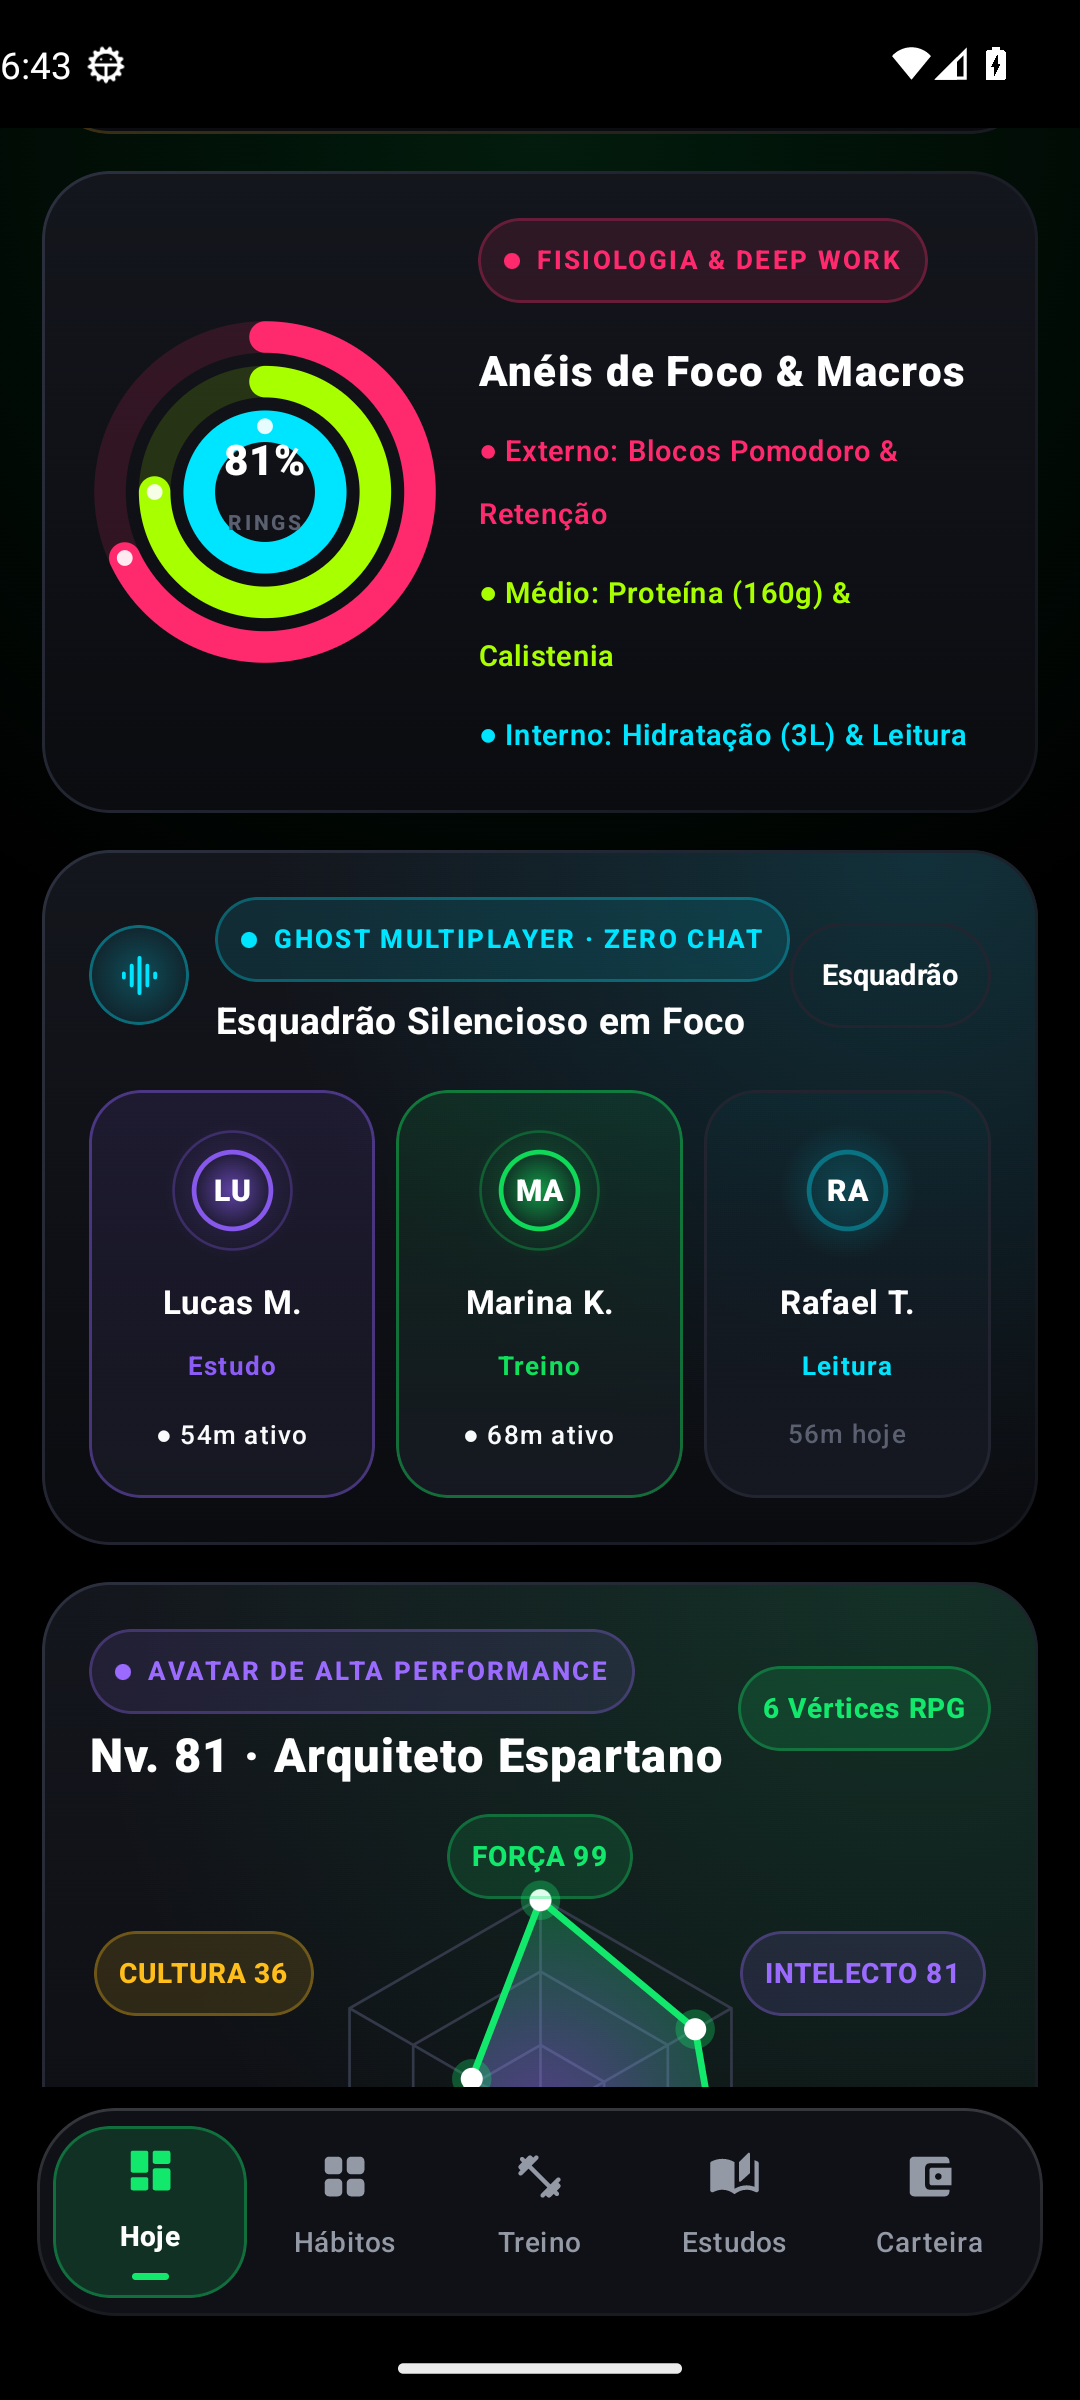 6:43
FISIOLOGIA & DEEP WORK
Anéis de Foco & Macros
● Externo: Blocos Pomodoro &
Retenção
● Médio: Proteína (160g) &
Calistenia
● Interno: Hidratação (3L) & Leitura
81%
RINGS
GHOST MULTIPLAYER · ZERO CHAT
Esquadrão Silencioso em Foco
Esquadrão
LU
Lucas M.
Estudo
● 54m ativo
MA
Marina K.
Treino
● 68m ativo
RA
Rafael T.
Leitura
56m hoje
AVATAR DE ALTA PERFORMANCE
Nv. 81 · Arquiteto Espartano
6 Vértices RPG
FORÇA 99
CULTURA 36
INTELECTO 81
Hoje
Hábitos
Treino
Estudos
Carteira